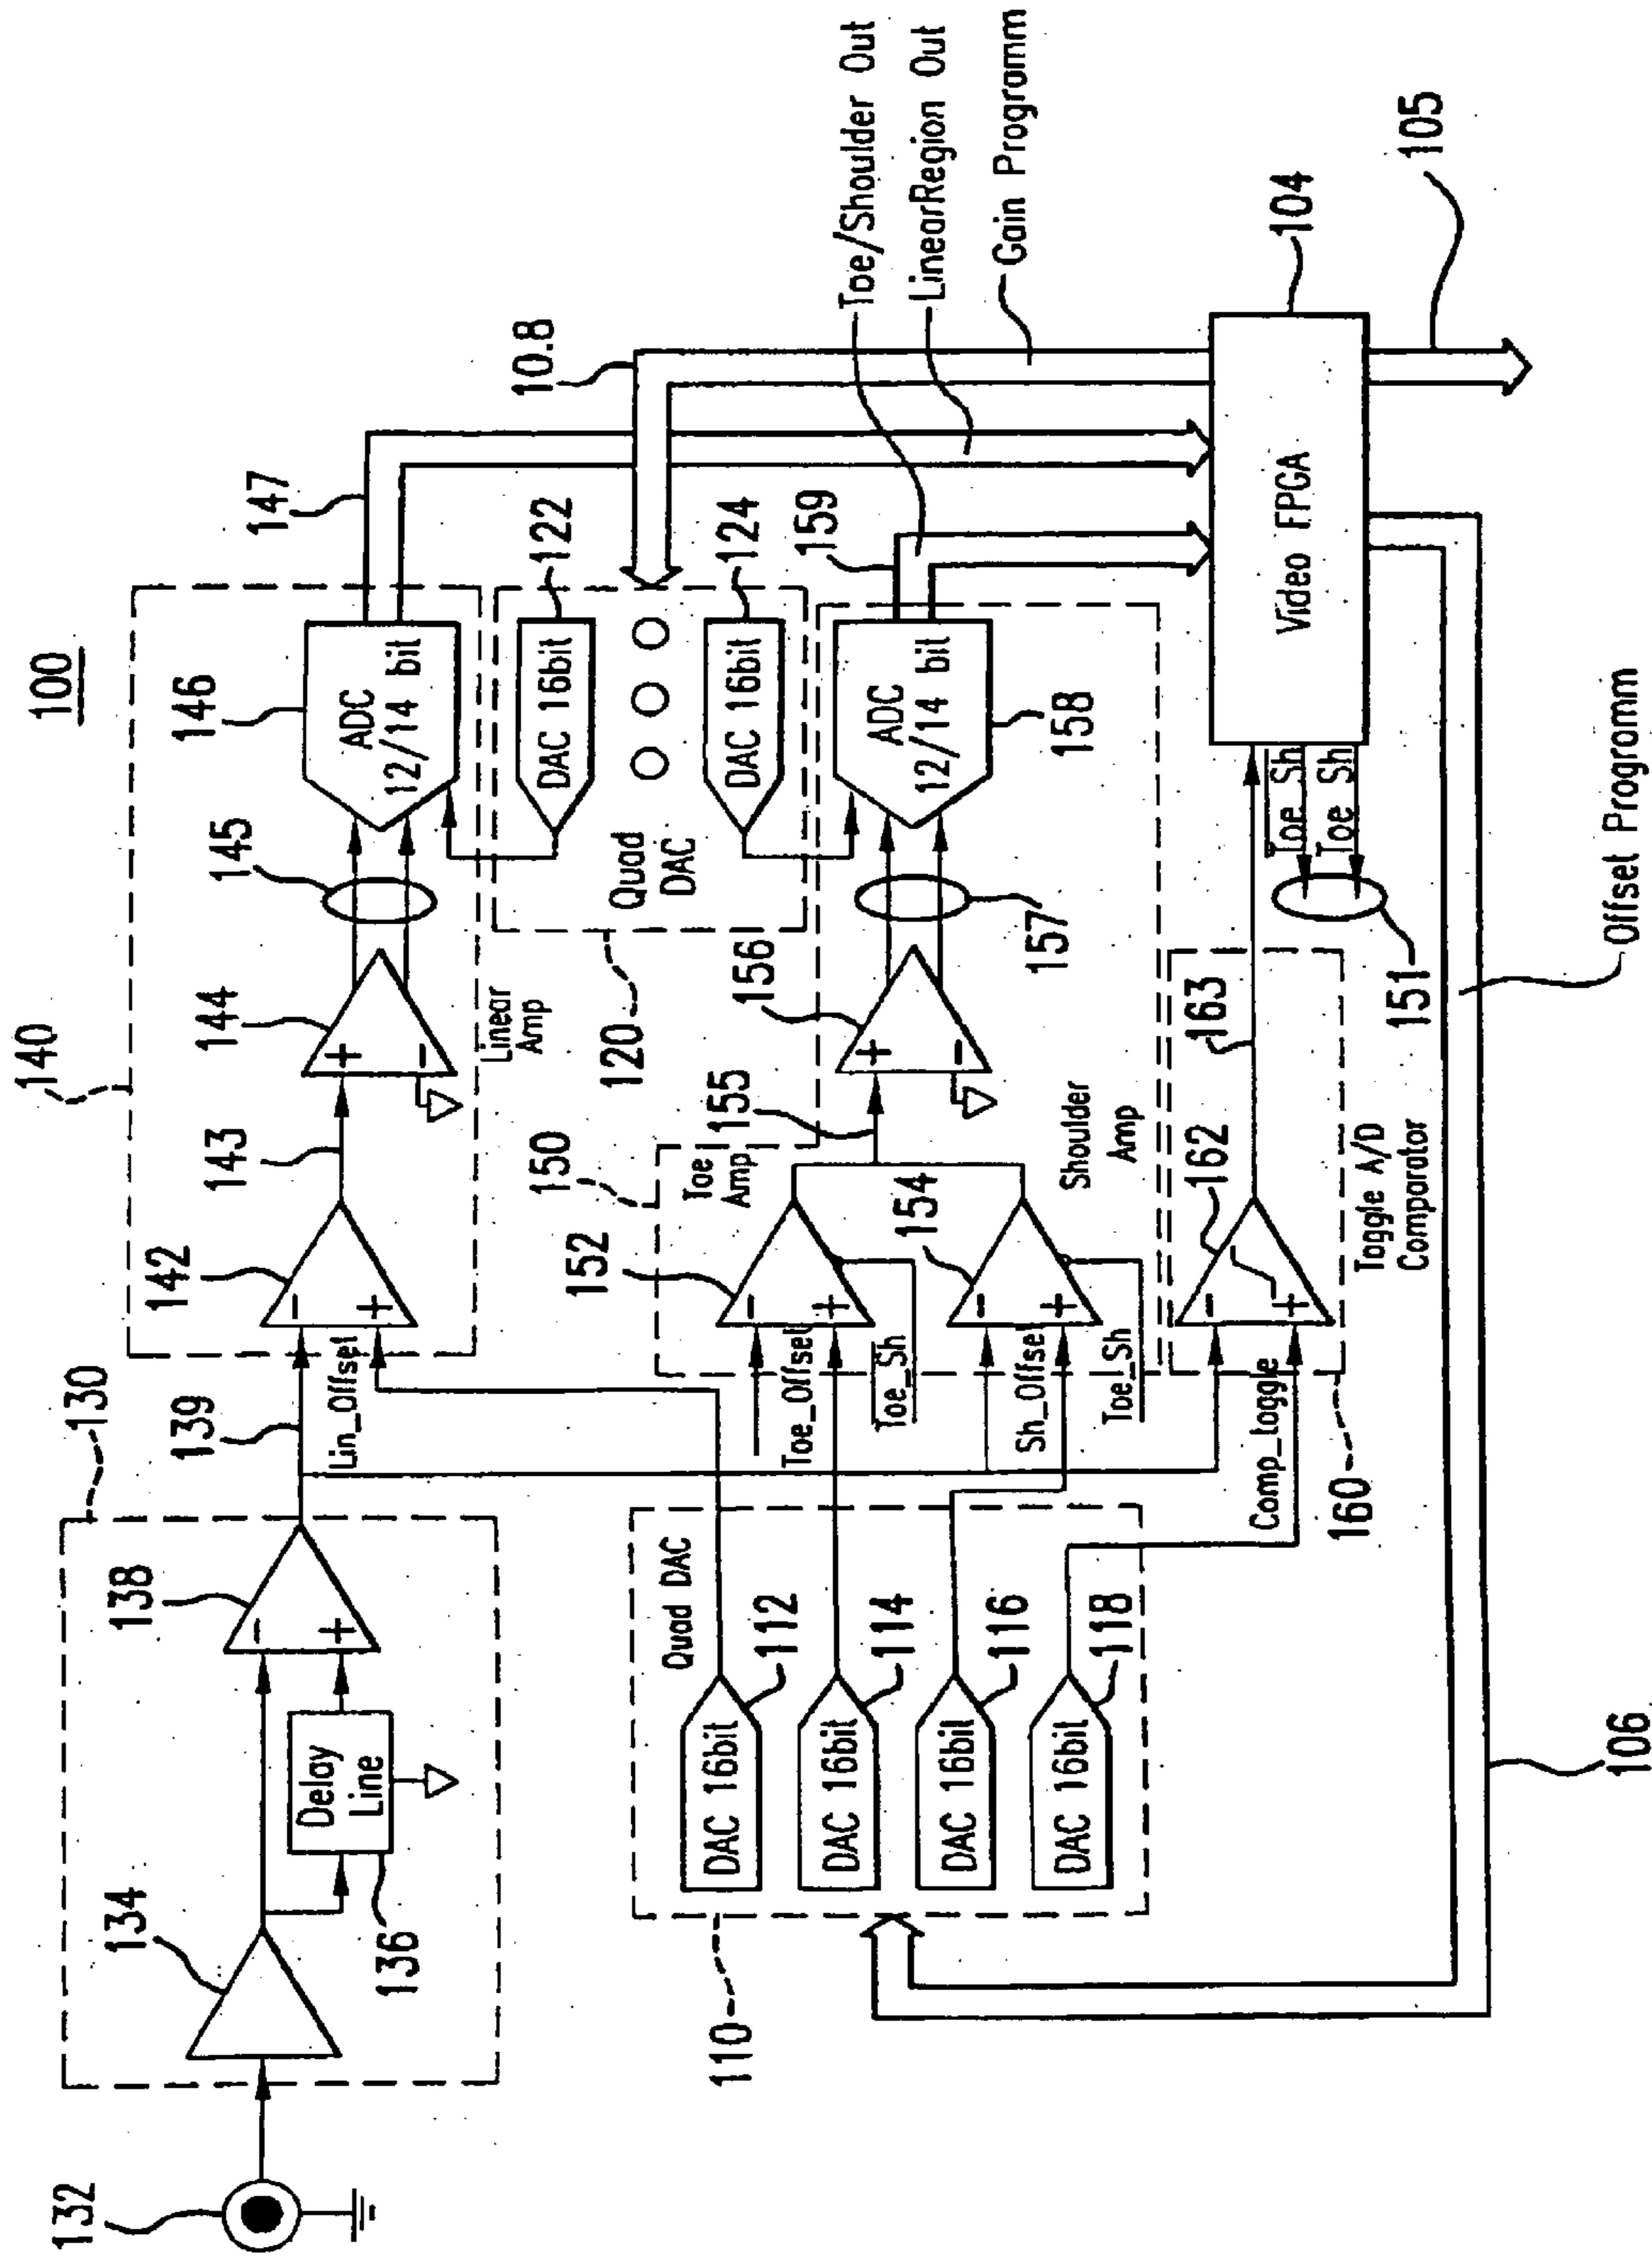 100
132
134
136
Delay
Line
138
130
139
Lin_Offset
142
143
140
144
Linear
Amp
145
146
ADC
12/14 bit
147
10.8
110
Quad DAC
DAC 16bit
112
DAC 16bit
114
DAC 16bit
116
DAC 16bit
118
120
Quad
DAC
DAC 16bit
122
DAC 16bit
124
150
Toe
Amp
152
Toe_Offset
Toe_Sh
154
Sh_Offset
Toe_Sh
Shoulder
Amp
155
156
157
ADC
12/14 bit
158
159
Toe/Shoulder Out
LinearRegion Out
Gain Programm
Comp_toggle
160
162
163
Toggle A/D
Comparator
Toe_Sh
Toe_Sh
151
Video FPGA
104
105
Offset Programm
106
- +
- +
+ -
- +
- +
+ -
- +